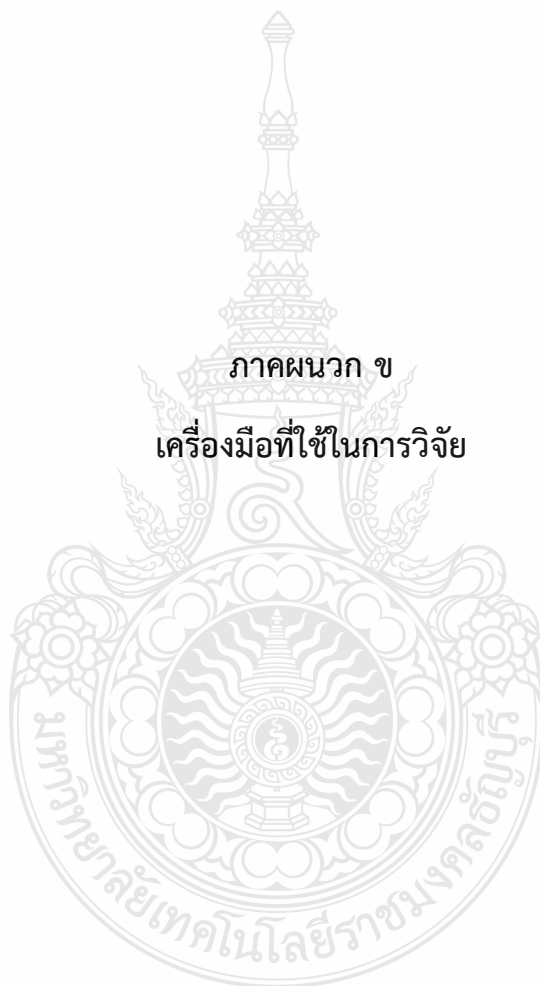 ภาคผนวก ข
เครื่องมือที่ใช้ในการวิจัย
มหาวิทยาลัยเทคโนโลยีราชมงคลธัญบุรี